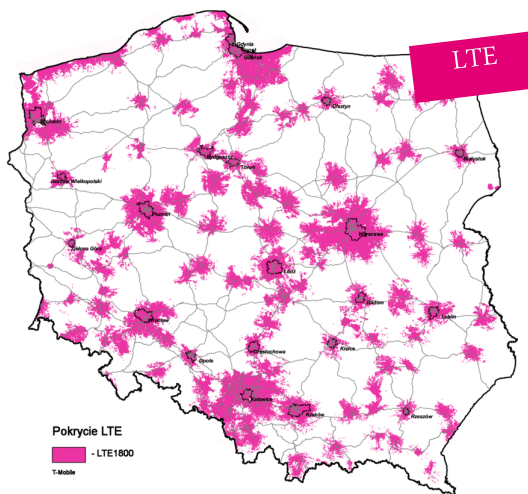 LTE
Gdynia
Sopot
Gdańsk
Olsztyn
Szczecin
Bydgoszcz
Białystok
Toruń
Gorzów Wielkopolski
Poznań
Warszawa
Zielona Góra
Łódź
Radom
Lublin
Wrocław
Kielce
Częstochowa
Opole
Katowice
Kraków
Rzeszów
Pokrycie LTE
- LTE1800
T-Mobile